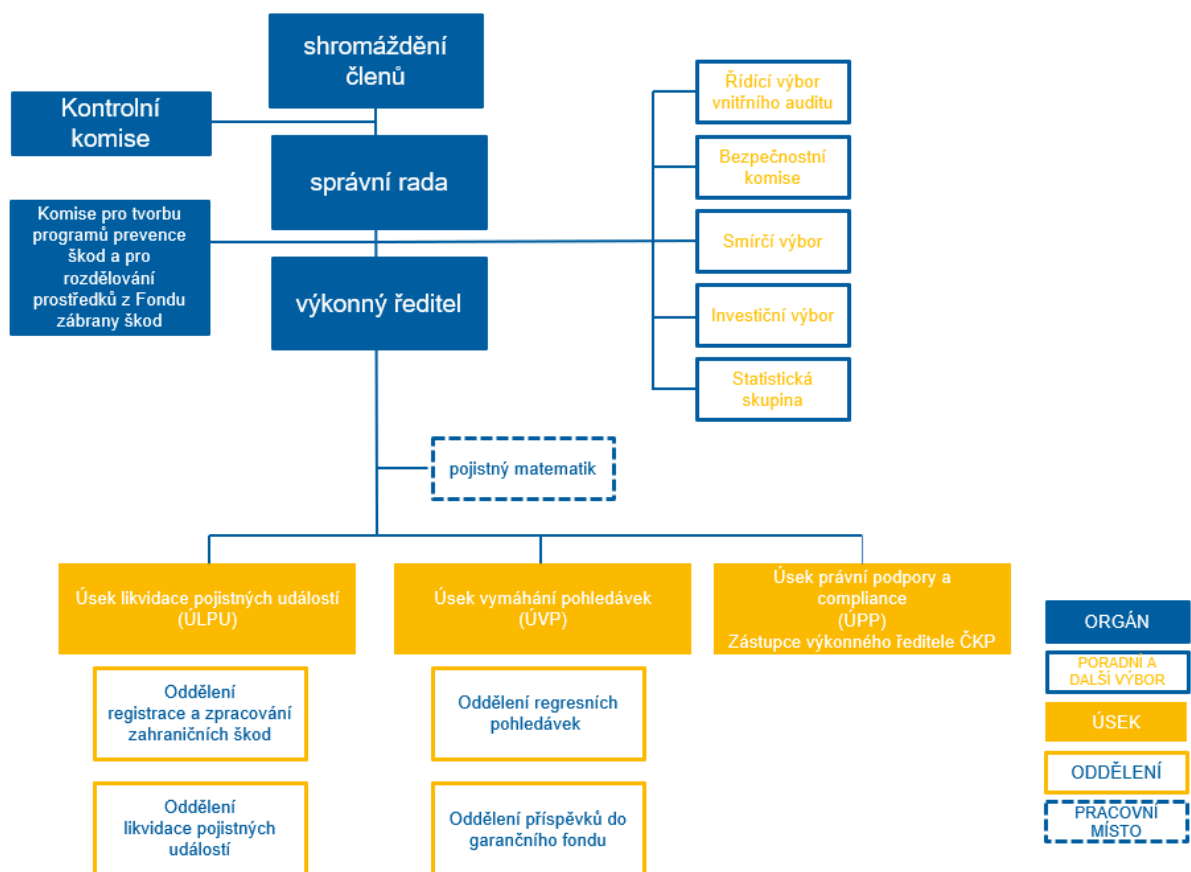 shromáždění
členů
Kontrolní
komise
správní rada
Komise pro tvorbu
programů prevence
škod a pro
rozdělování
prostředků z Fondu
zábrany škod
výkonný ředitel
Řídící výbor
vnitřního auditu
Bezpečnostní
komise
Smírčí výbor
Investiční výbor
Statistická
skupina
pojistný matematik
Úsek likvidace pojistných událostí
(ÚLPU)
Úsek vymáhání pohledávek
(ÚVP)
Úsek právní podpory a
compliance
(ÚPP)
Zástupce výkonného ředitele ČKP
Oddělení
registrace a zpracování
zahraničních škod
Oddělení regresních
pohledávek
Oddělení
likvidace pojistných
událostí
Oddělení příspěvků do
garančního fondu
ORGÁN
PORADNÍ A
DALŠÍ VÝBOR
ÚSEK
ODDĚLENÍ
PRACOVNÍ
MÍSTO